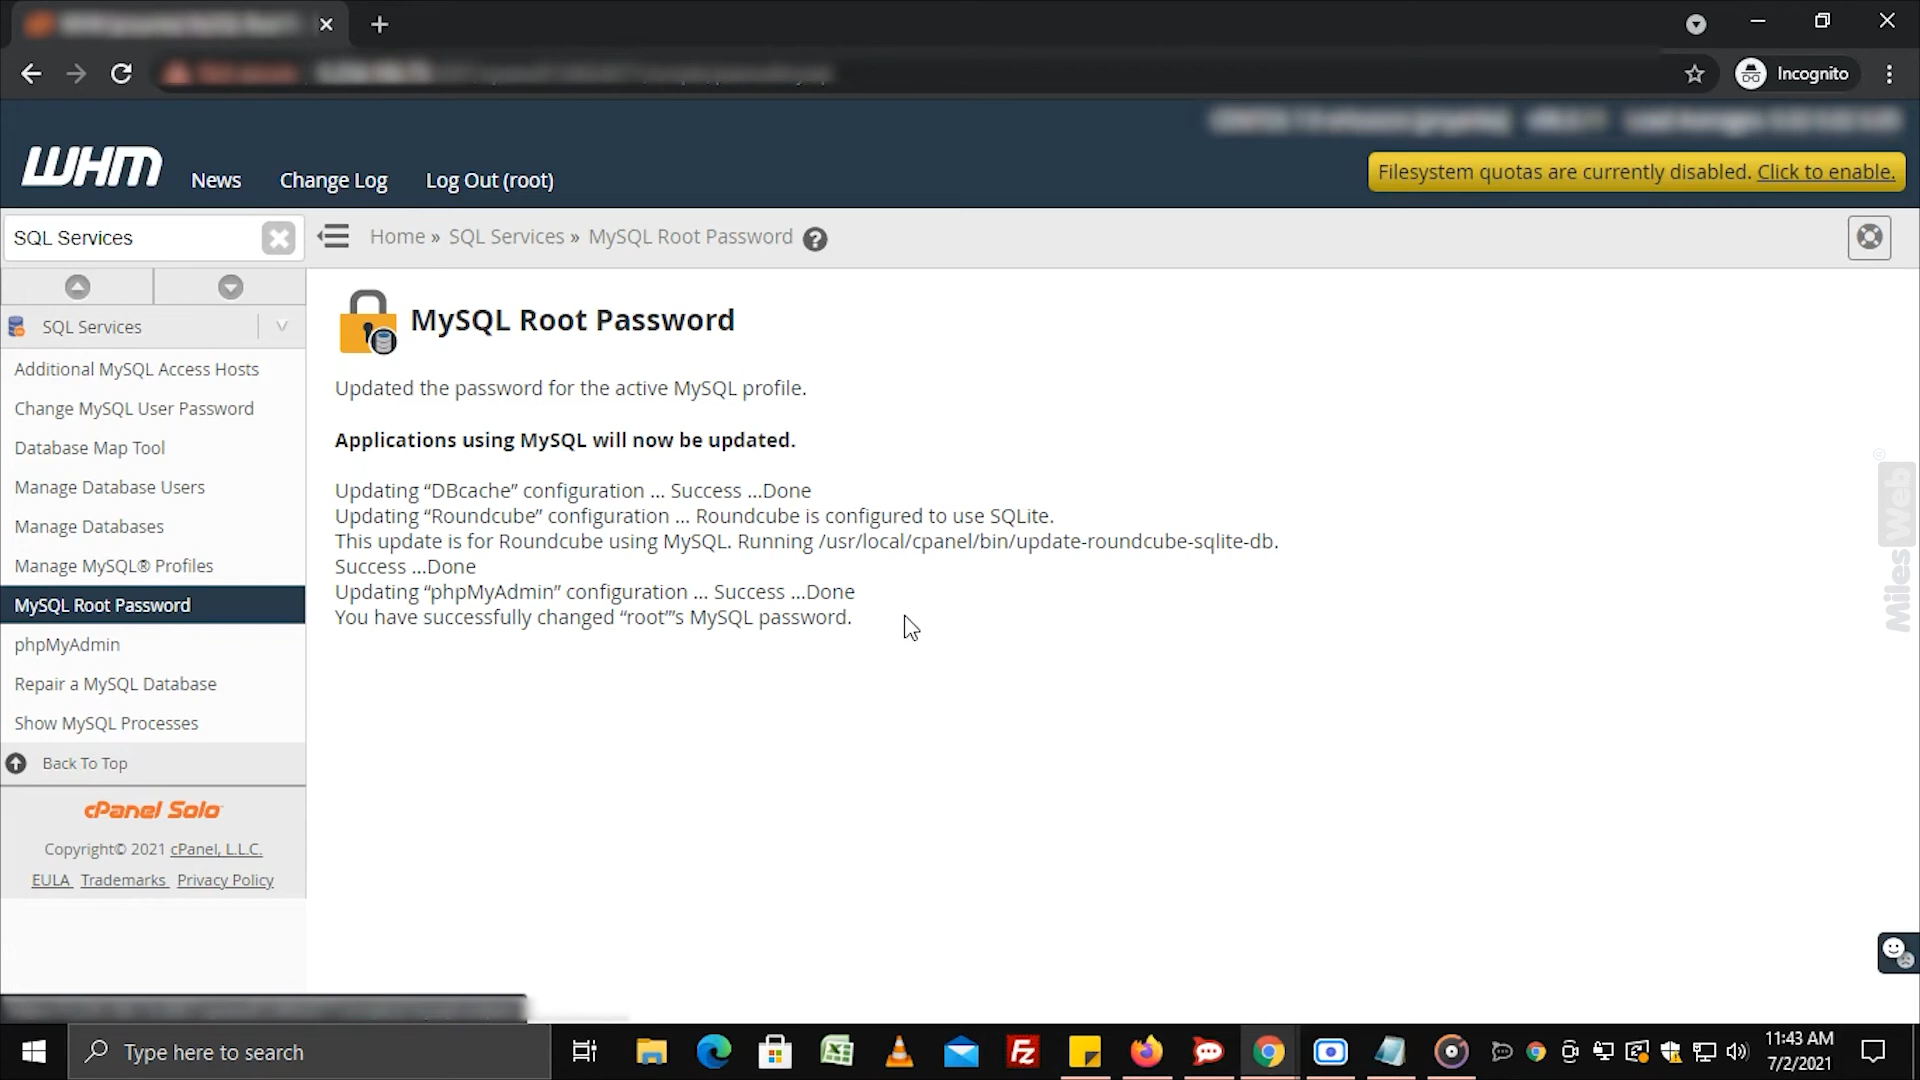 Incognito
WHM
News
Change Log
Log Out (root)
Filesystem quotas are currently disabled. Click to enable.
SQL Services
Home » SQL Services » MySQL Root Password
SQL Services
Additional MySQL Access Hosts
Change MySQL User Password
Database Map Tool
Manage Database Users
Manage Databases
Manage MySQL® Profiles
MySQL Root Password
phpMyAdmin
Repair a MySQL Database
Show MySQL Processes
Back To Top
cPanel Solo
Copyright© 2021 cPanel, L.L.C.
EULA Trademarks Privacy Policy
MySQL Root Password
Updated the password for the active MySQL profile.
Applications using MySQL will now be updated.
Updating “DBcache” configuration ... Success ...Done
Updating “Roundcube” configuration ... Roundcube is configured to use SQLite.
This update is for Roundcube using MySQL. Running /usr/local/cpanel/bin/update-roundcube-sqlite-db.
Success ...Done
Updating “phpMyAdmin” configuration ... Success ...Done
You have successfully changed “root”'s MySQL password.
MilesWeb®
Type here to search
11:43 AM
7/2/2021